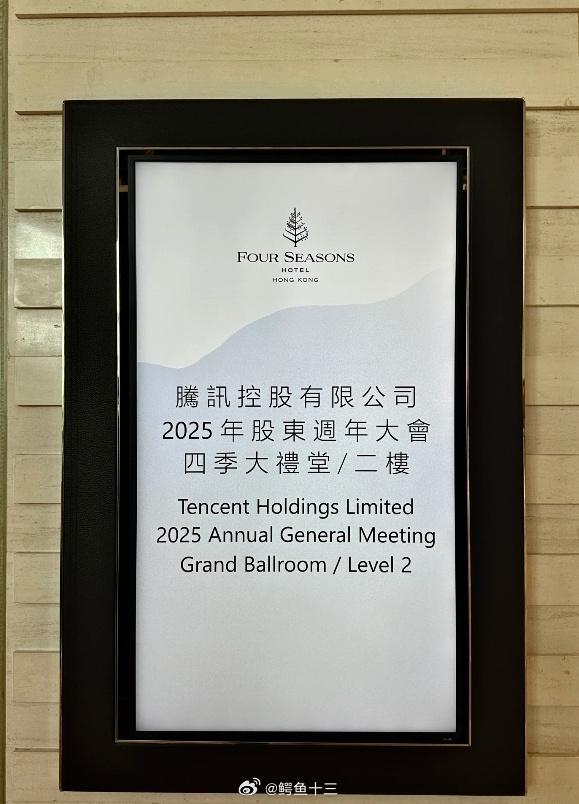 FOUR SEASONS
HOTEL
HONG KONG
騰訊控股有限公司
2025年股東週年大會
四季大禮堂/二樓
Tencent Holdings Limited
2025 Annual General Meeting
Grand Ballroom / Level 2
@鳄鱼十三